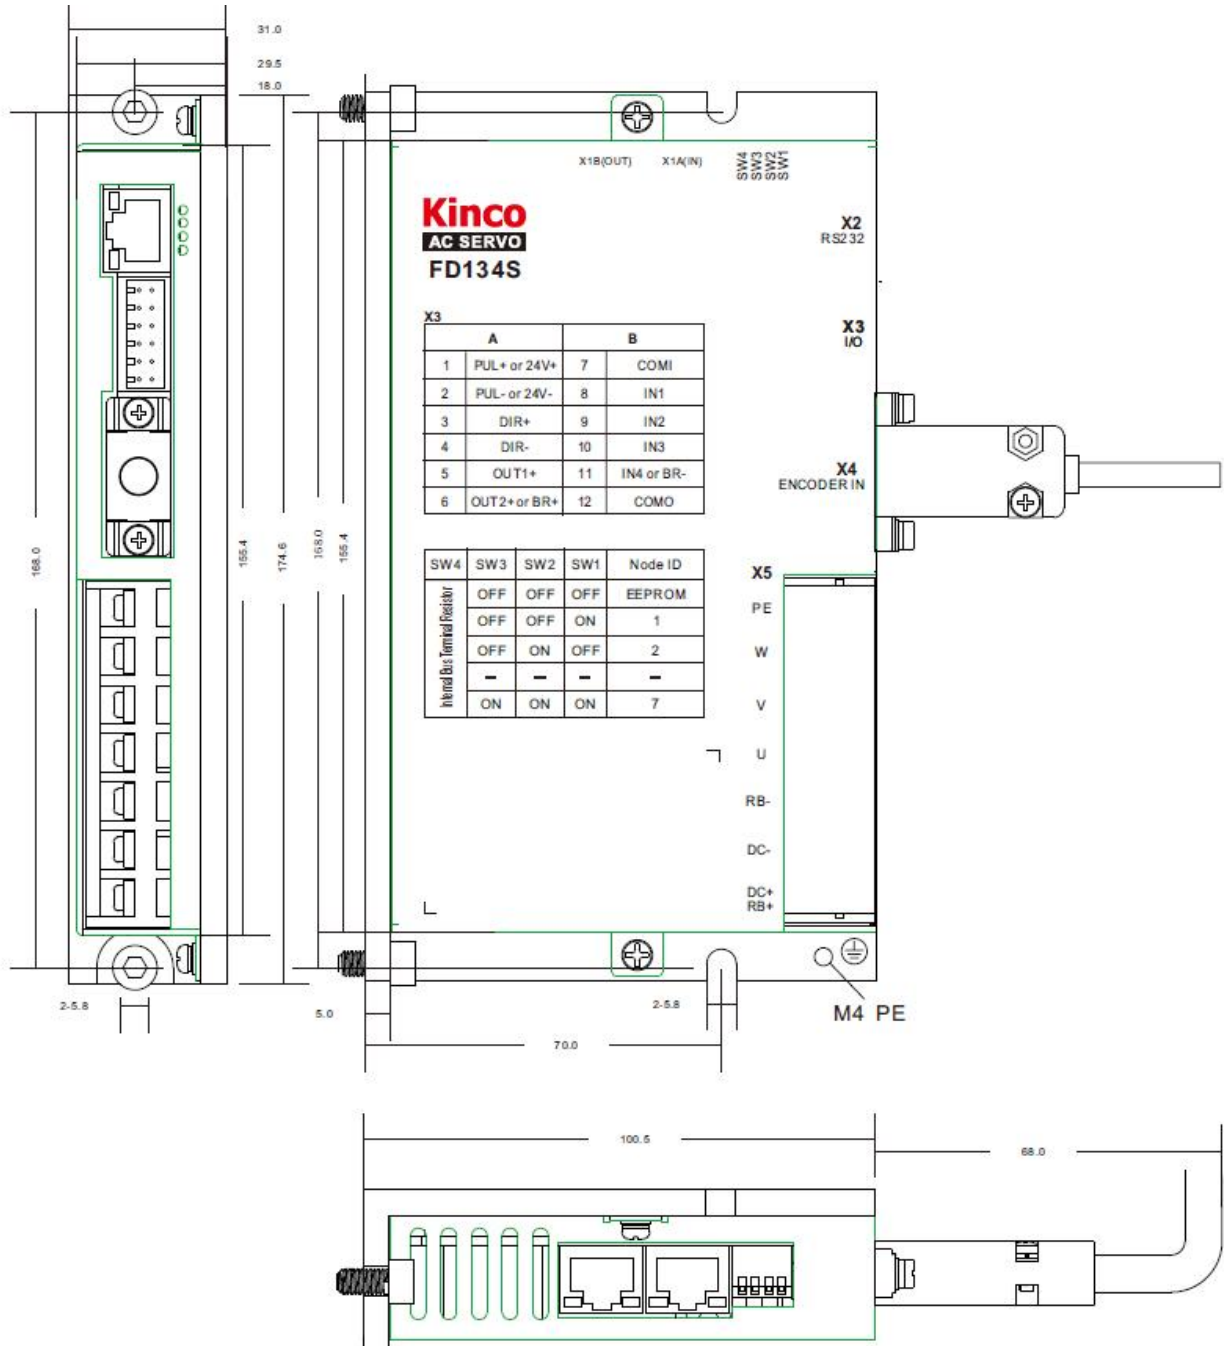 31.0
29.5
18.0
X1B(OUT) X1A(IN)
SW4
SW3
SW2
SW1
Kinco
AC SERVO
FD134S
X2
RS232
X3
I/O
X3
A B
1 PUL+ or 24V+ 7 COMI
2 PUL- or 24V- 8 IN1
3 DIR+ 9 IN2
4 DIR- 10 IN3
5 OUT1+ 11 IN4 or BR-
6 OUT2+ or BR+ 12 COMO
X4
ENCODER IN
168.0
155.4
174.6
168.0
155.4
SW4 SW3 SW2 SW1 Node ID
Internal Bus Terminal Resistor
OFF OFF OFF EEPROM
OFF OFF ON 1
OFF ON OFF 2
– – – –
ON ON ON 7
X5
PE
W
V
U
RB-
DC-
DC+
RB+
2-5.8
5.0
2-5.8
M4 PE
70.0
100.5
68.0